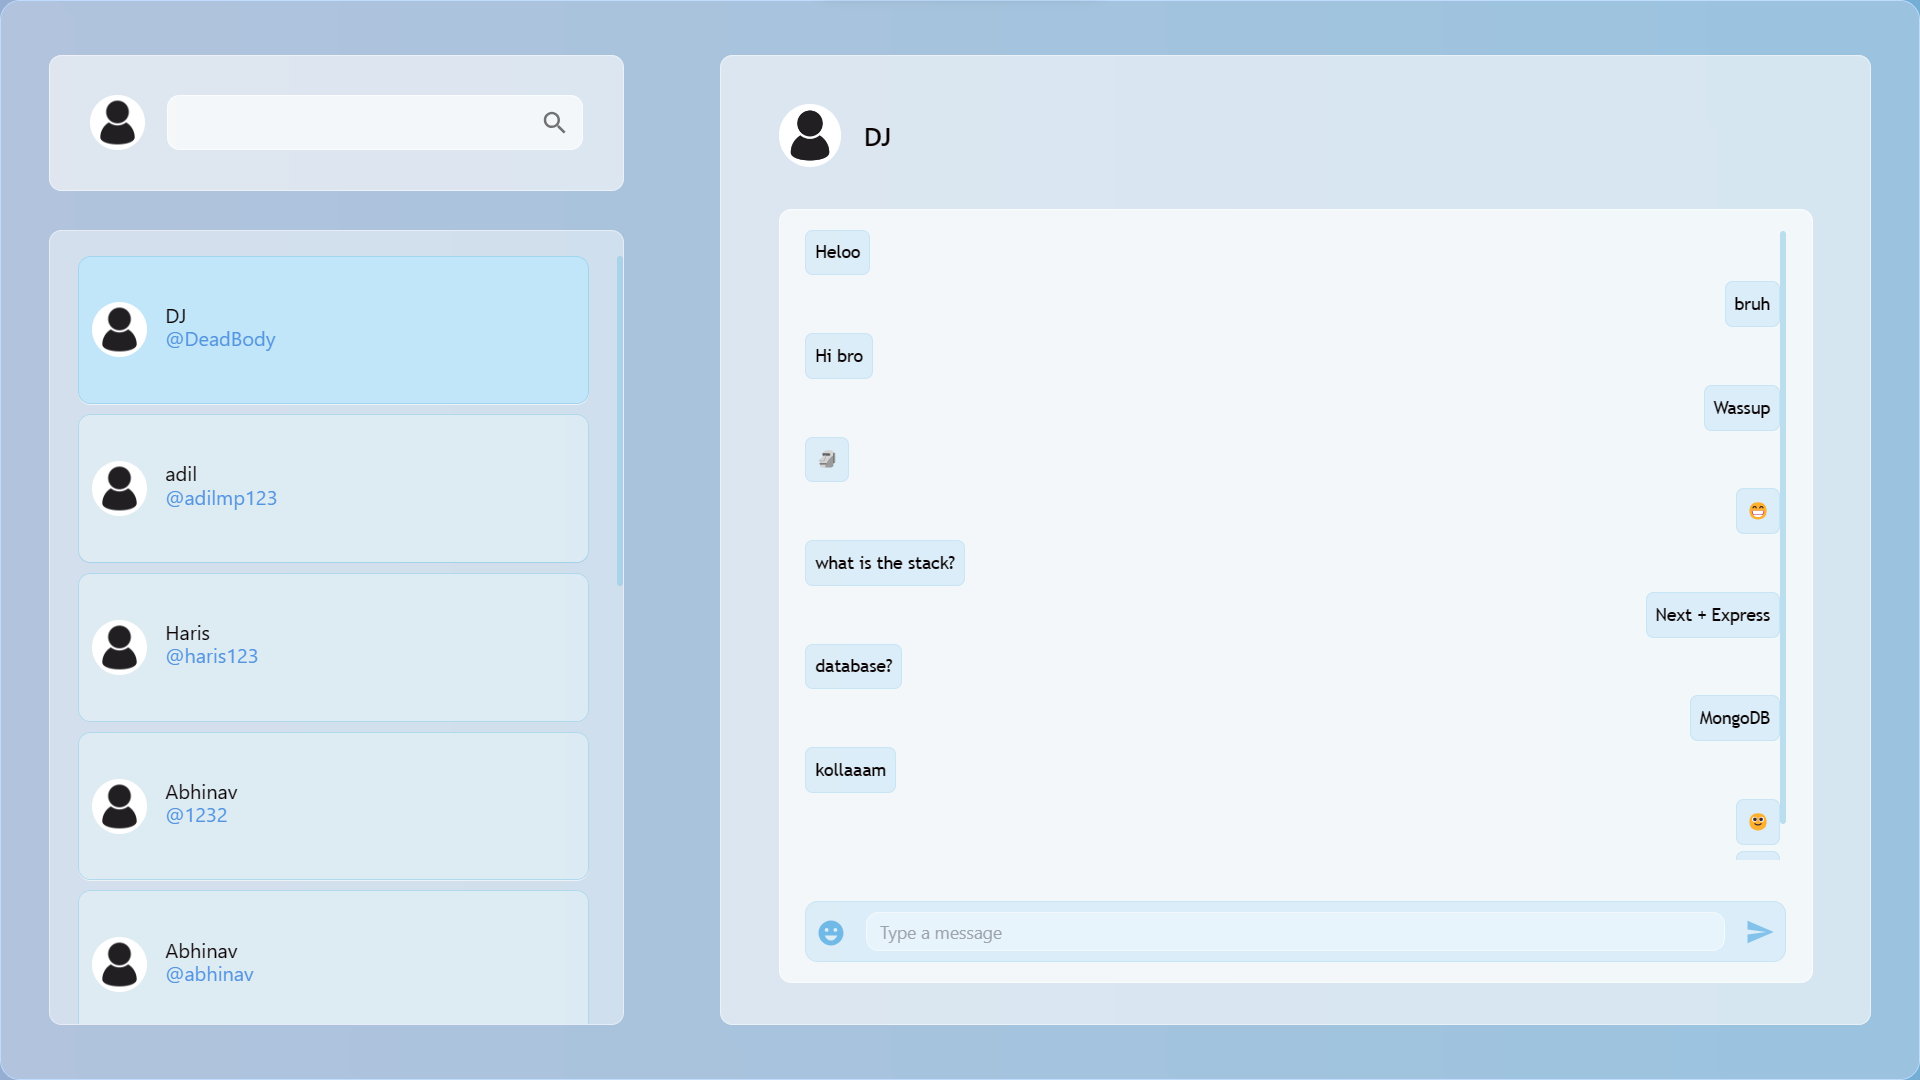 DJ
@DeadBody
adil
@adilmp123
Haris
@haris123
Abhinav
@1232
Abhinav
@abhinav
DJ
Heloo
bruh
Hi bro
Wassup
🗿
😁
what is the stack?
Next + Express
database?
MongoDB
kollaaam
🙂
Type a message